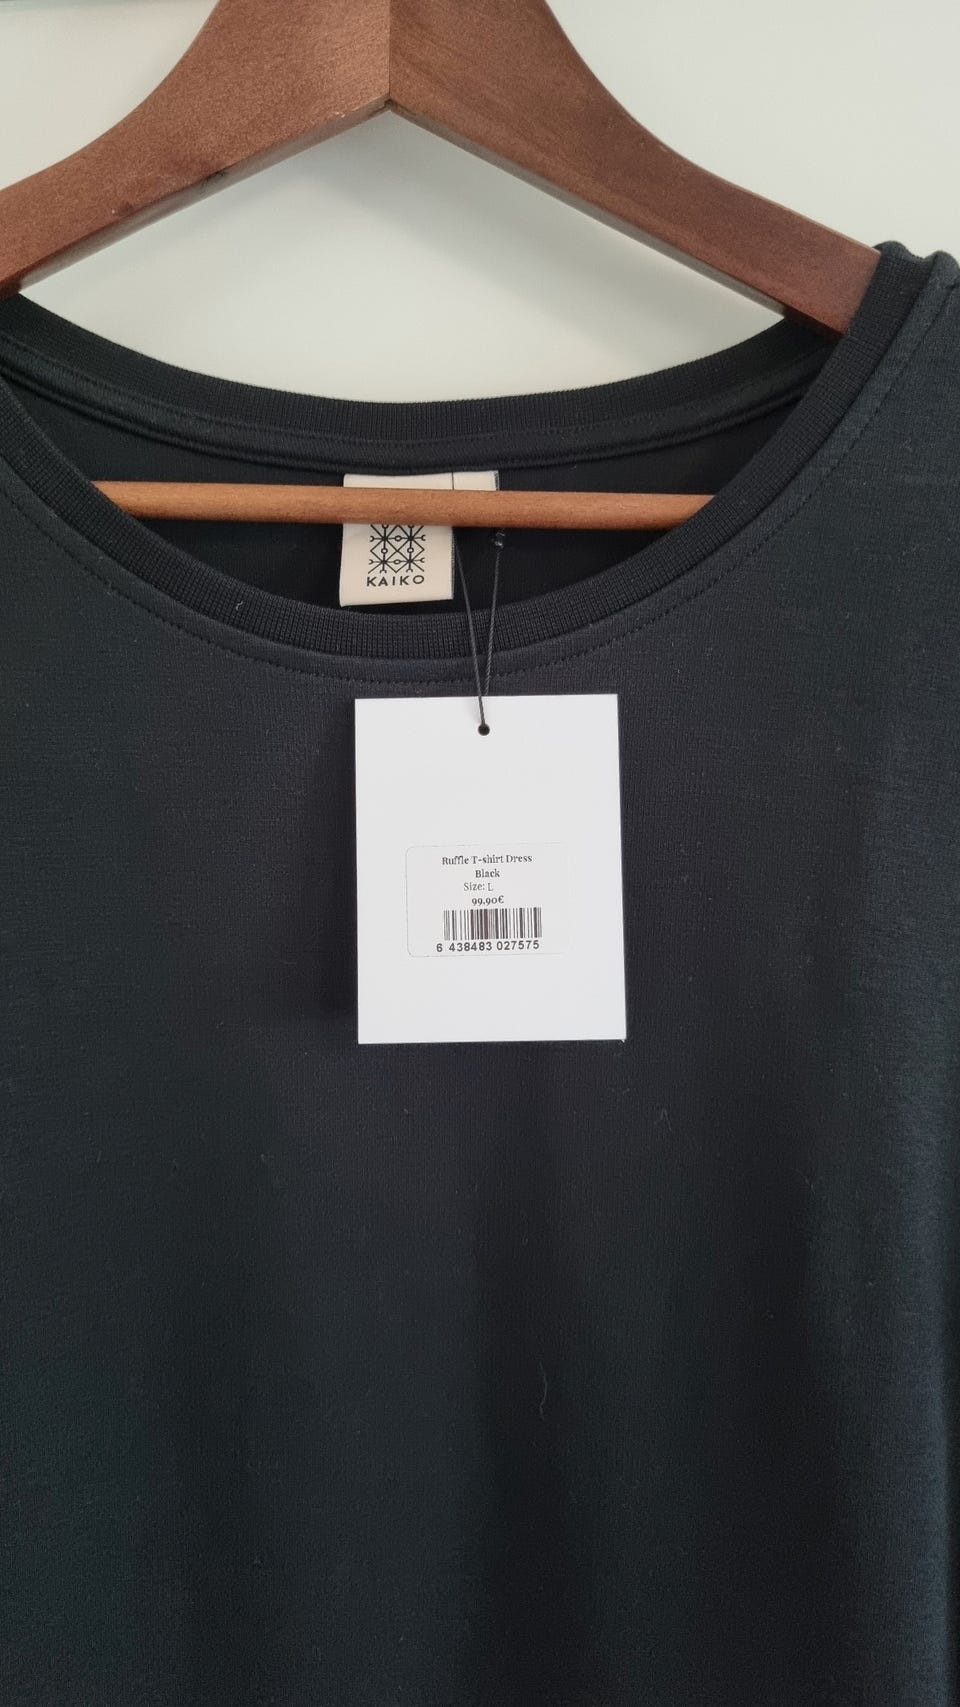 KAIKO
Ruffle T-shirt Dress
Black
Size: L
99,90€
6 438483 027575